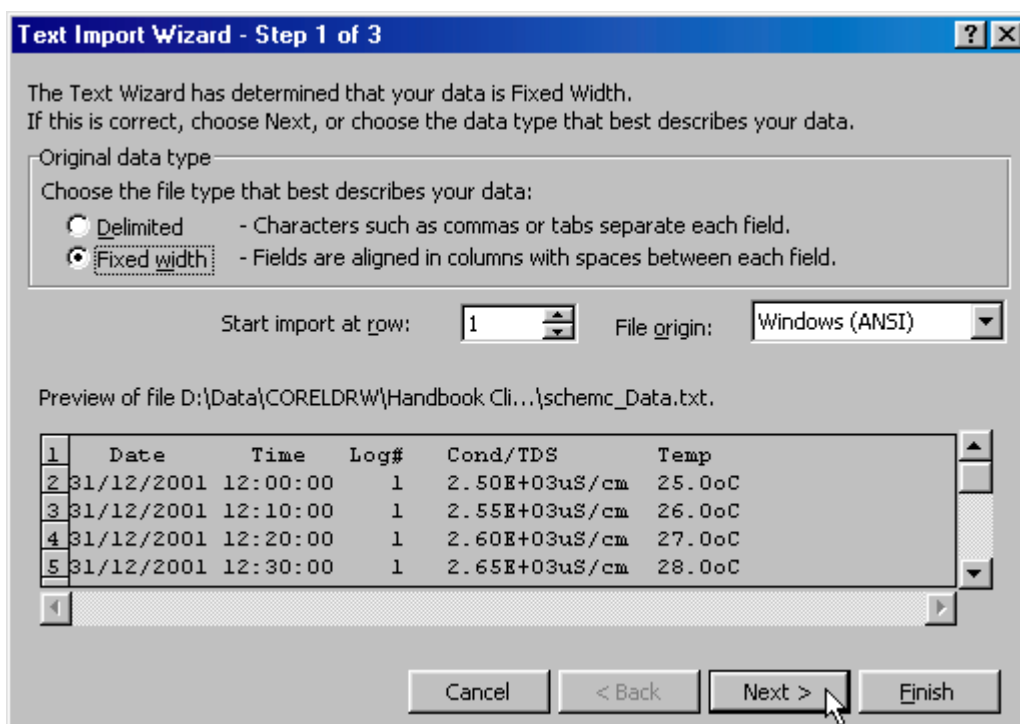 Text Import Wizard - Step 1 of 3
The Text Wizard has determined that your data is Fixed Width.
If this is correct, choose Next, or choose the data type that best describes your data.
Original data type
Choose the file type that best describes your data:
Delimited - Characters such as commas or tabs separate each field.
Fixed width - Fields are aligned in columns with spaces between each field.
Start import at row: 1 File origin: Windows (ANSI)
Preview of file D:\Data\CORELDRW\Handbook Cli...\schemc_Data.txt.
1 Date Time Log# Cond/TDS Temp
2 31/12/2001 12:00:00 1 2.50E+03uS/cm 25.0oC
3 31/12/2001 12:10:00 1 2.55E+03uS/cm 26.0oC
4 31/12/2001 12:20:00 1 2.60E+03uS/cm 27.0oC
5 31/12/2001 12:30:00 1 2.65E+03uS/cm 28.0oC
Cancel < Back Next > Finish